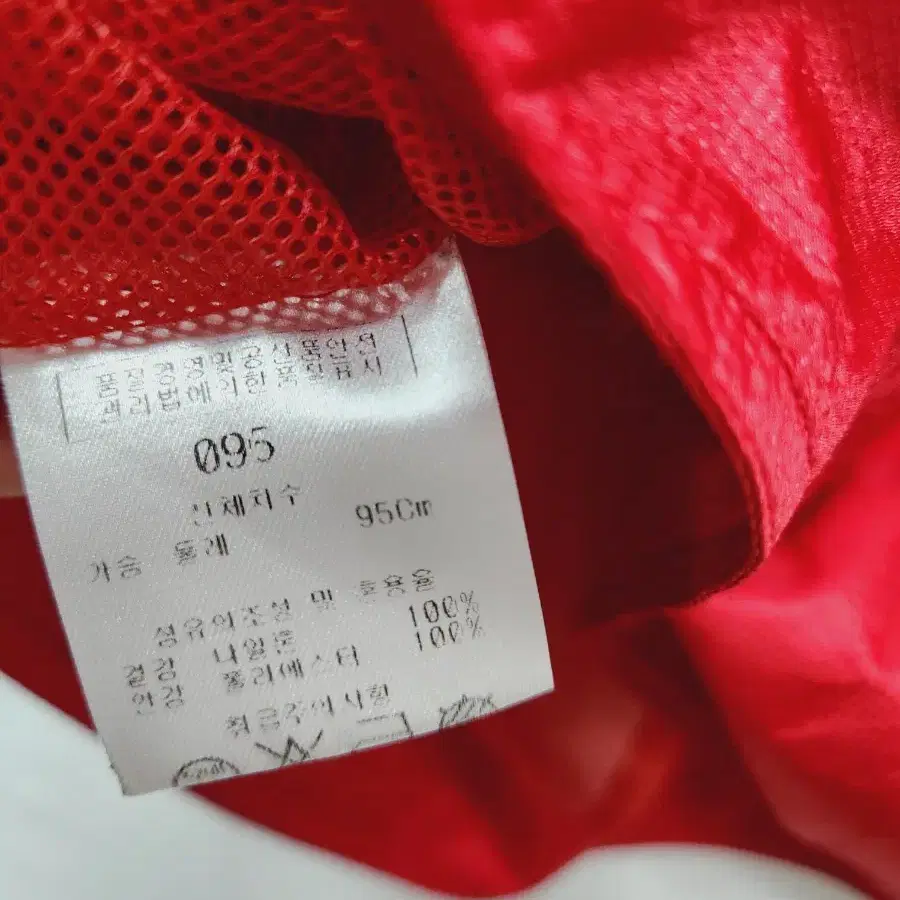 품질경영 및 공산품안전
관리법에 의한 품질표시
095
신체치수
가슴 둘레 95Cm
섬유의조성 및 혼용율
겉감 나일론 100%
안감 폴리에스터 100%
취급주의사항